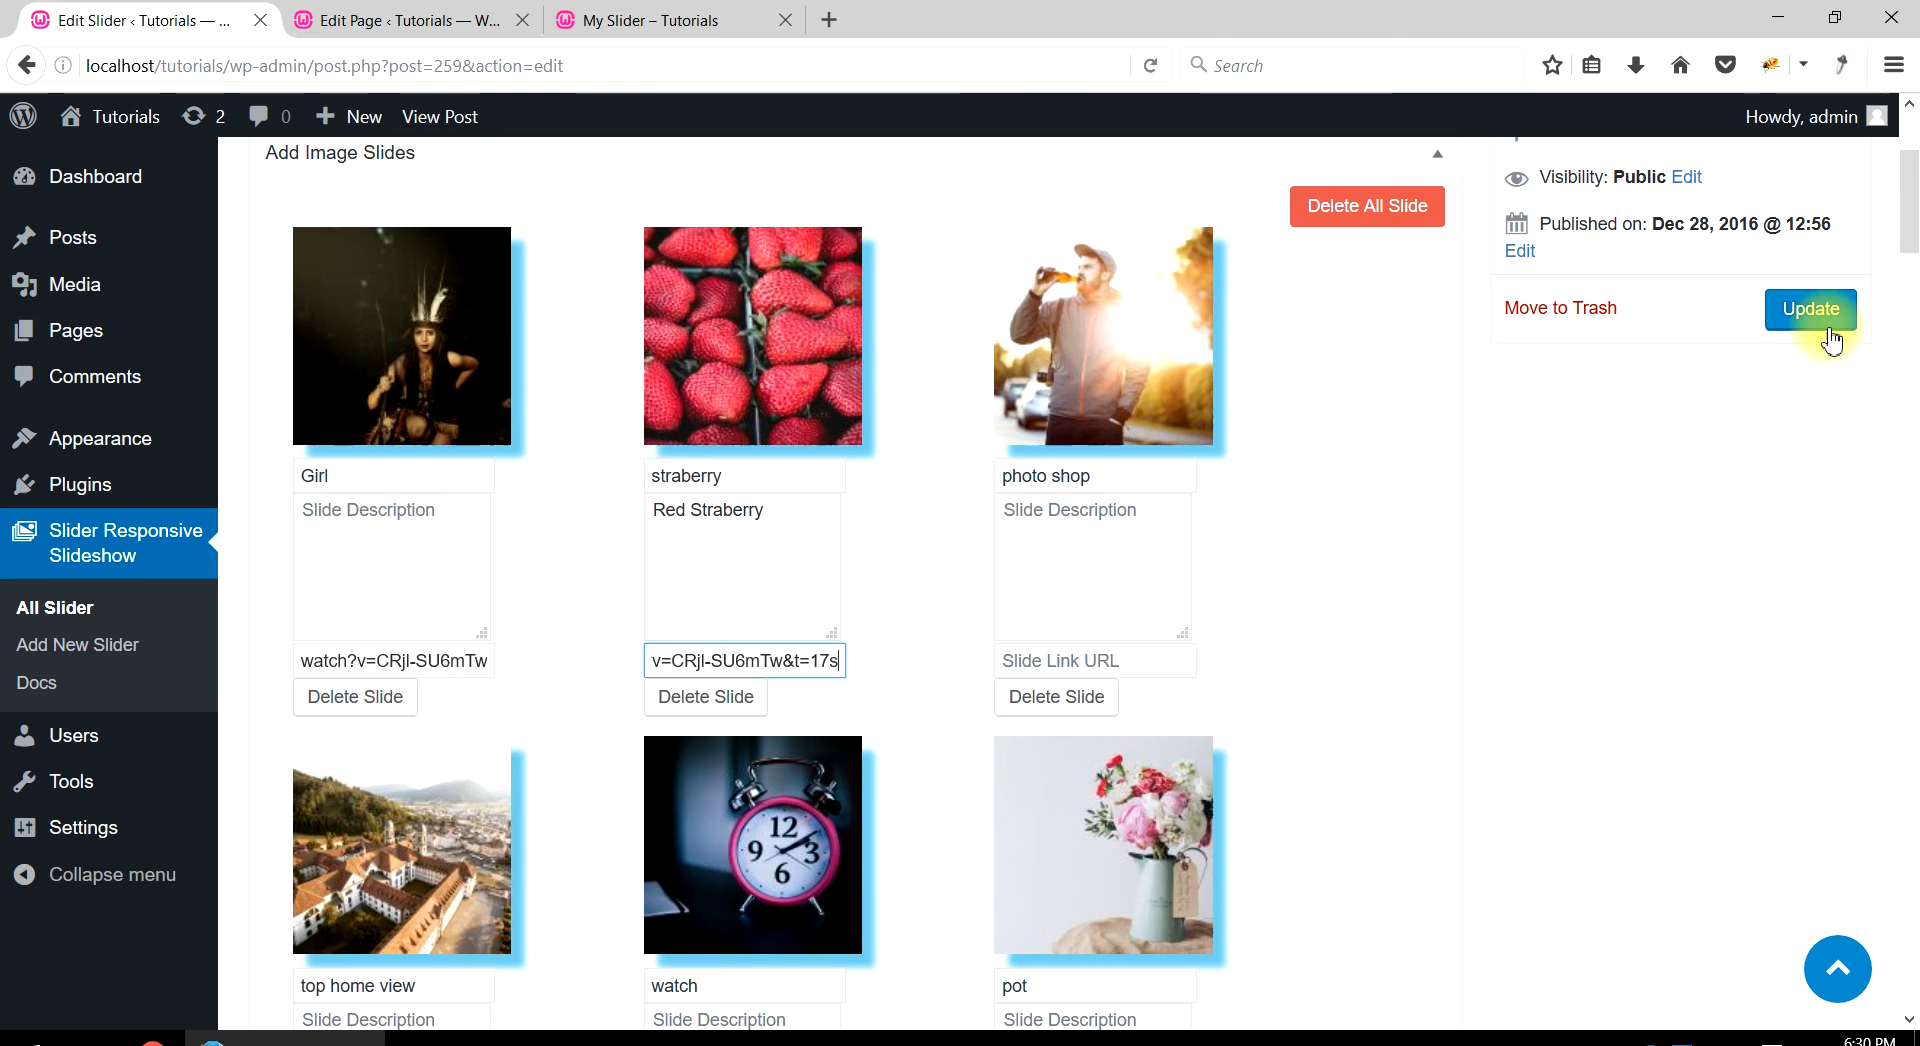 Edit Slider ‹ Tutorials — ...
Edit Page ‹ Tutorials — W...
My Slider – Tutorials
localhost/tutorials/wp-admin/post.php?post=259&action=edit
Search
Tutorials
2
0
New
View Post
Howdy, admin
Dashboard
Posts
Media
Pages
Comments
Appearance
Plugins
Slider Responsive
Slideshow
All Slider
Add New Slider
Docs
Users
Tools
Settings
Collapse menu
Add Image Slides
Delete All Slide
Girl
straberry
photo shop
Slide Description
Red Straberry
Slide Description
watch?v=CRjl-SU6mTw
v=CRjl-SU6mTw&t=17s
Slide Link URL
Delete Slide
Delete Slide
Delete Slide
12
9
3
6
top home view
watch
pot
Slide Description
Slide Description
Slide Description
Visibility: Public Edit
Published on: Dec 28, 2016 @ 12:56
Edit
Move to Trash
Update
6:30 PM